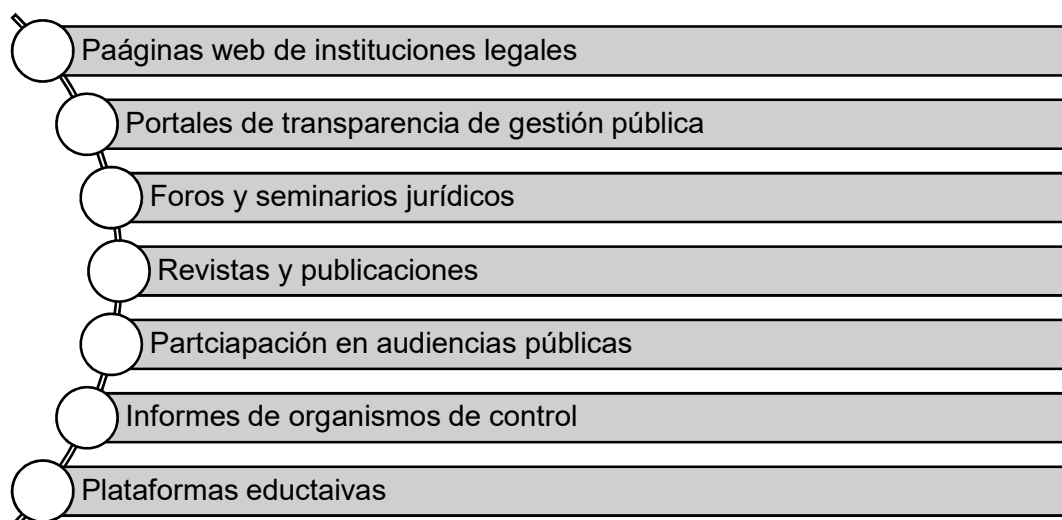 Paáginas web de instituciones legales
Portales de transparencia de gestión pública
Foros y seminarios jurídicos
Revistas y publicaciones
Partciapación en audiencias públicas
Informes de organismos de control
Plataformas eductaivas